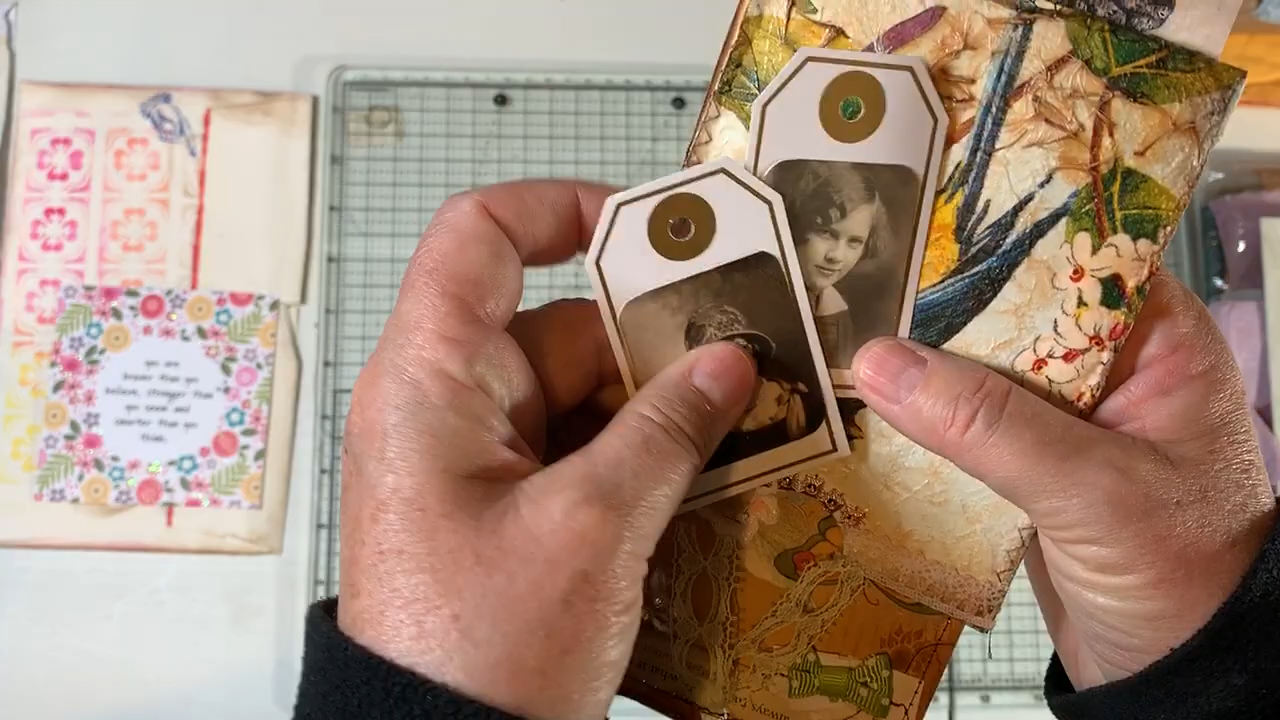 you are
braver than you
believe, stronger than
you seem and
smarter than you
think.